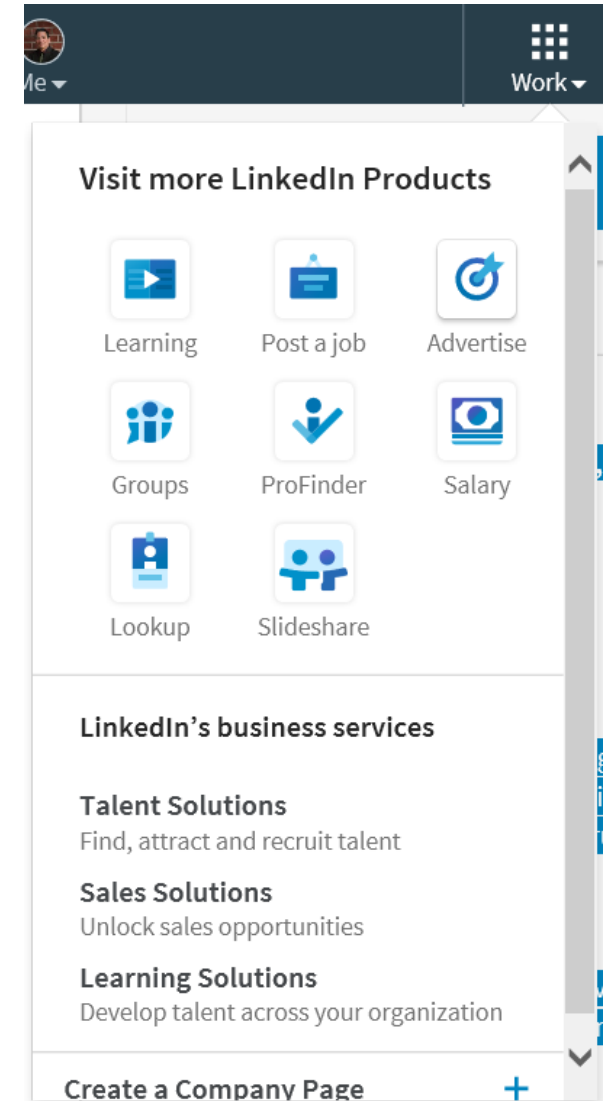 Me
Work
Visit more LinkedIn Products
Learning Post a job Advertise
Groups ProFinder Salary
Lookup Slideshare
LinkedIn's business services
Talent Solutions
Find, attract and recruit talent
Sales Solutions
Unlock sales opportunities
Learning Solutions
Develop talent across your organization
Create a Company Page +